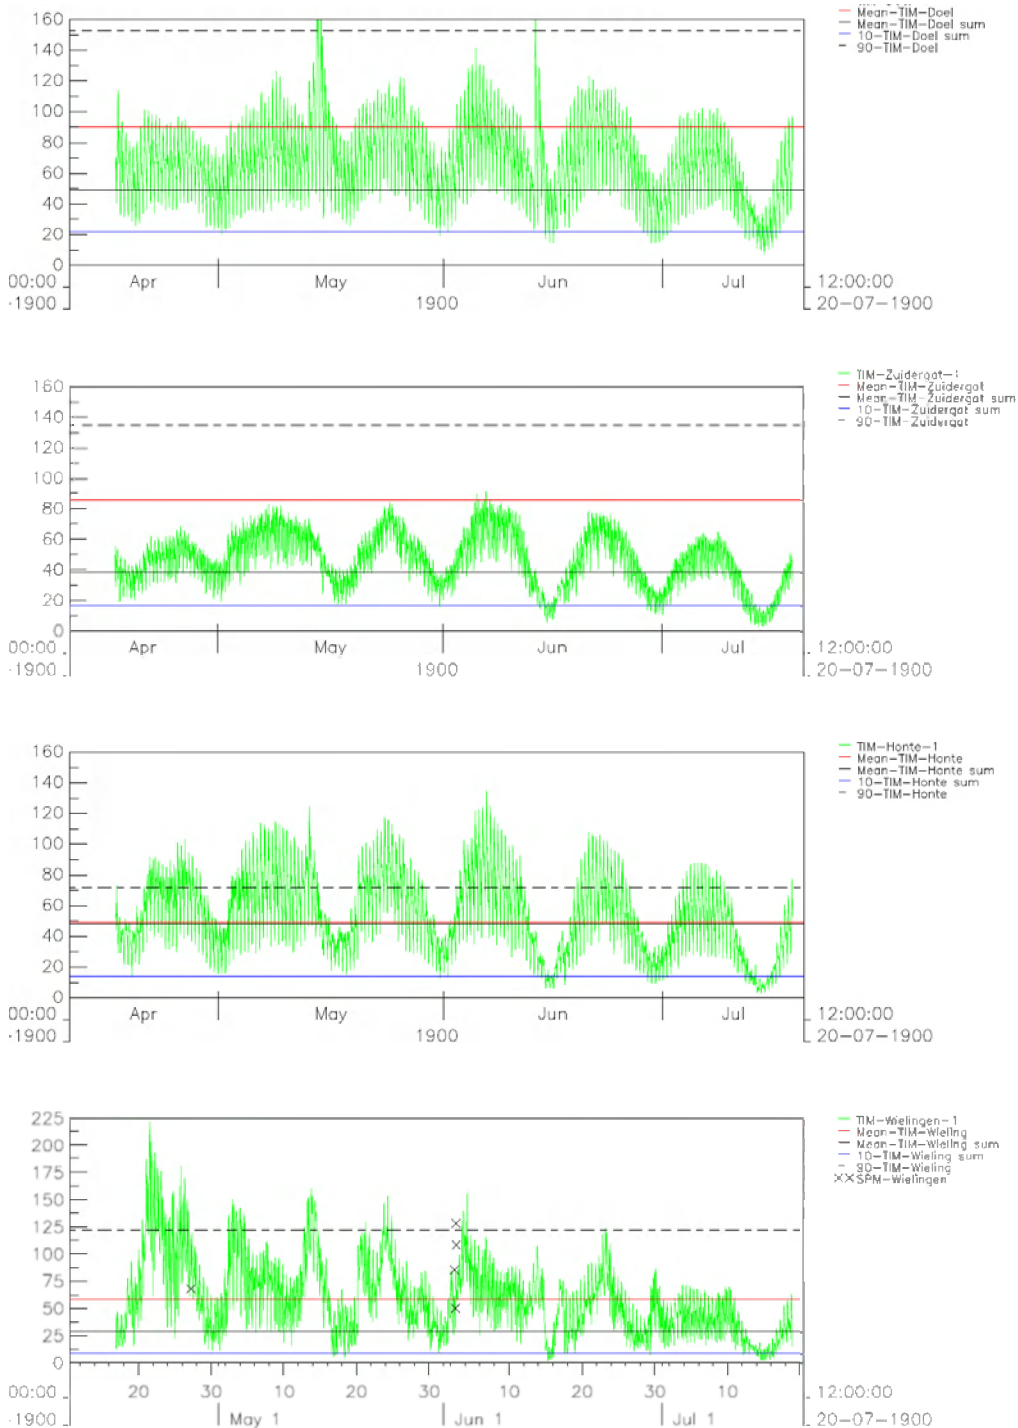 Mean-TIM-Doel
Mean-TIM-Doel sum
10-TIM-Doel sum
90-TIM-Doel
160
140
120
100
80
60
40
20
0
Apr May Jun Jul
:00:00 12:00:00
-1900 1900 20-07-1900
TIM-Zuidergat-1
Mean-TIM-Zuidergat
Mean-TIM-Zuidergat sum
10-TIM-Zuidergat sum
90-TIM-Zuidergat
160
140
120
100
80
60
40
20
0
Apr May Jun Jul
00:00 12:00:00
-1900 1900 20-07-1900
TIM-Honte-1
Mean-TIM-Honte
Mean-TIM-Honte sum
10-TIM-Honte sum
90-TIM-Honte
160
140
120
100
80
60
40
20
0
Apr May Jun Jul
00:00 12:00:00
-1900 1900 20-07-1900
TIM-Wielingen-1
Mean-TIM-Wieling
Mean-TIM-Wieling sum
10-TIM-Wieling sum
90-TIM-Wieling
SPM-Wielingen
225
200
175
150
125
100
75
50
25
0
20 30 10 20 30 10 20 30 10
00:00 12:00:00
-1900 May 1 Jun 1 Jul 1 20-07-1900